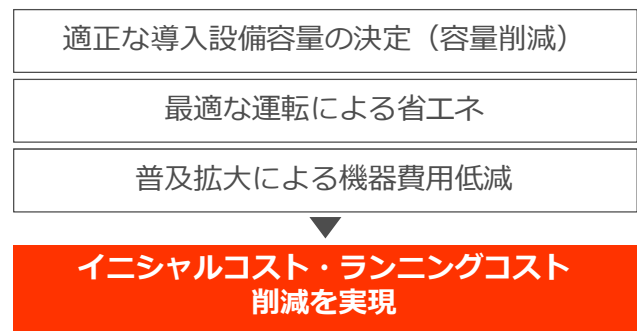 適正な導入設備容量の決定（容量削減）
最適な運転による省エネ
普及拡大による機器費用低減
イニシャルコスト・ランニングコスト
削減を実現